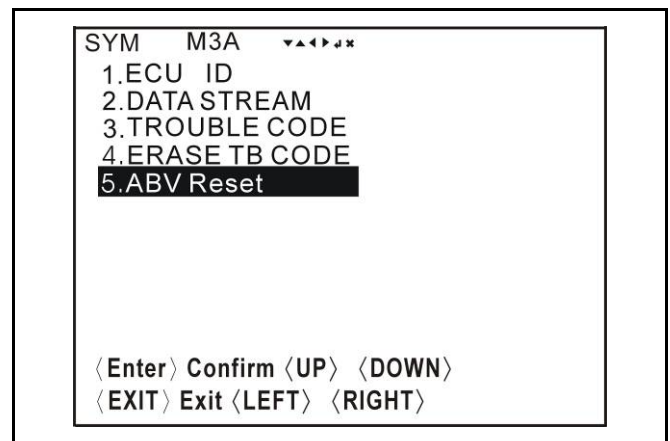 SYM M3A ▼▲◀▶↲✖
1.ECU ID
2.DATA STREAM
3.TROUBLE CODE
4.ERASE TB CODE
5.ABV Reset
〈Enter〉 Confirm 〈UP〉 〈DOWN〉
〈EXIT〉 Exit 〈LEFT〉 〈RIGHT〉